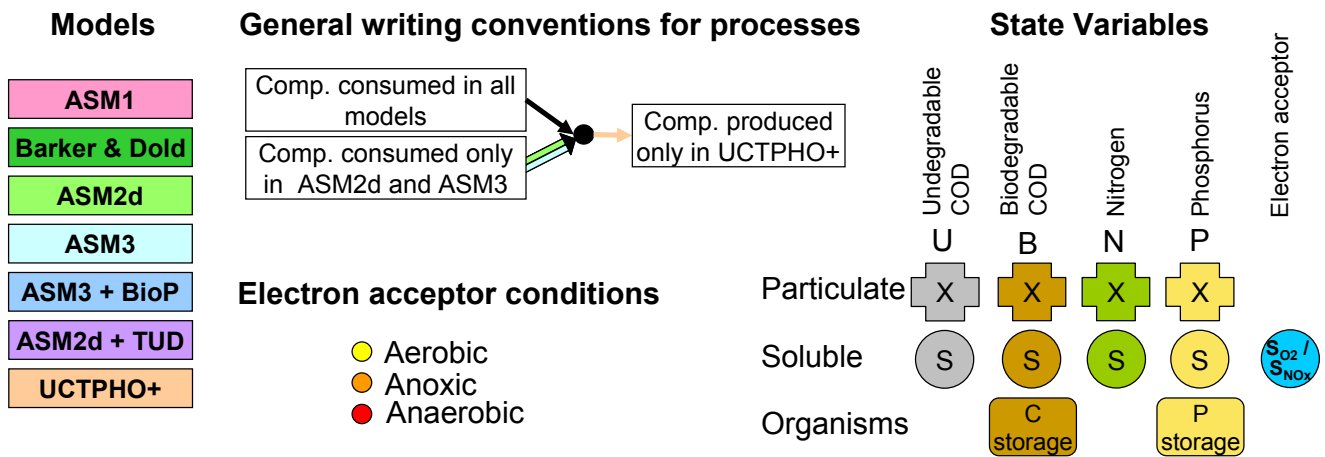 Models
ASM1
Barker & Dold
ASM2d
ASM3
ASM3 + BioP
ASM2d + TUD
UCTPHO+
General writing conventions for processes
Comp. consumed in all
models
Comp. consumed only
in ASM2d and ASM3
Comp. produced
only in UCTPHO+
Electron acceptor conditions
Aerobic
Anoxic
Anaerobic
State Variables
Undegradable
COD
Biodegradable
COD
Nitrogen
Phosphorus
Electron acceptor
U B N P
Particulate X X X X
Soluble S S S S
SO2 /
SNOx
Organisms
C
storage
P
storage